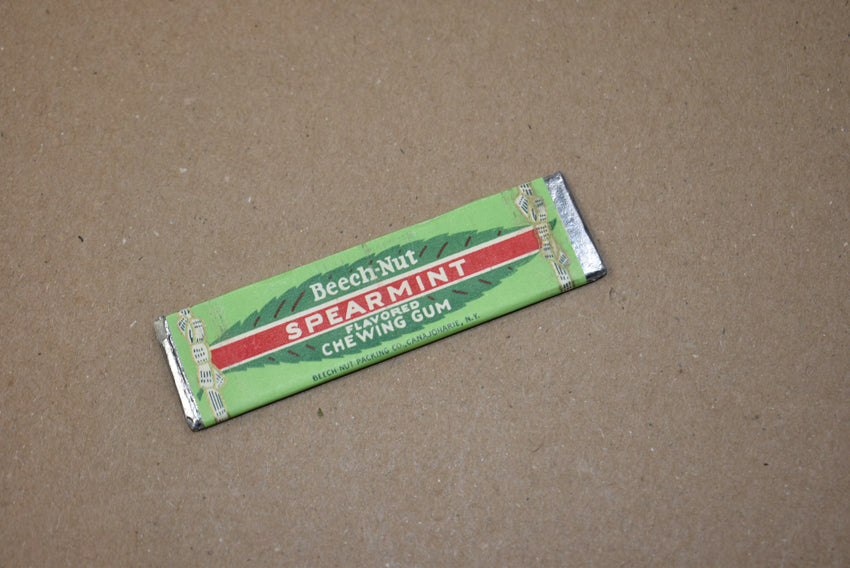 Beech-Nut
SPEARMINT
FLAVORED
CHEWING GUM
BEECH-NUT PACKING CO., CANAJOHARIE, N.Y.